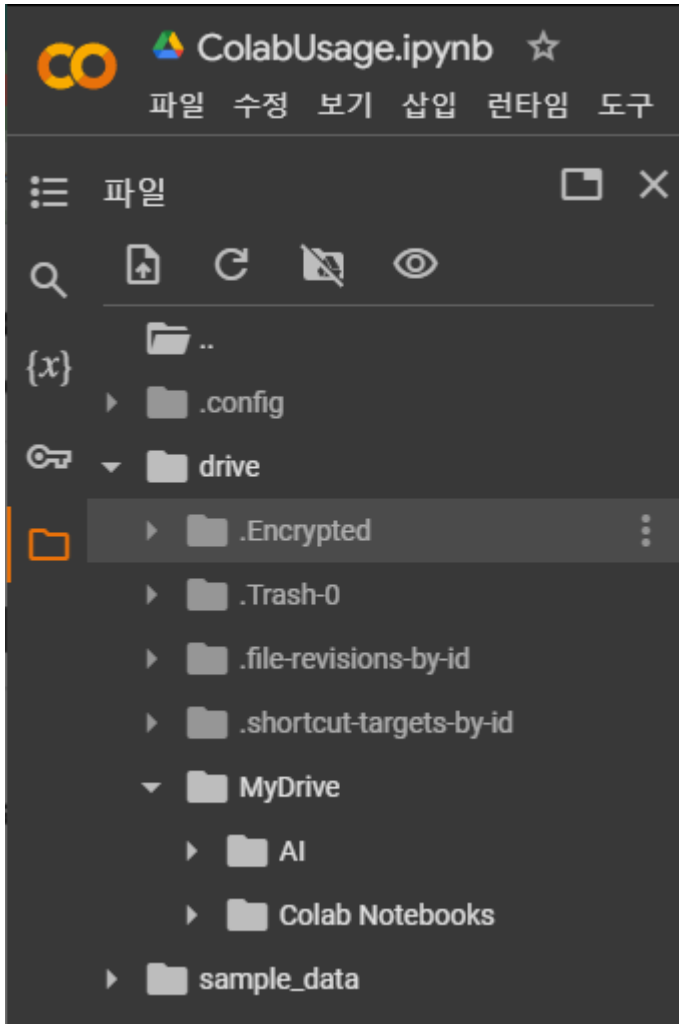 ColabUsage.ipynb
파일 수정 보기 삽입 런타임 도구
파일
..
{x}
.config
drive
.Encrypted
.Trash-0
.file-revisions-by-id
.shortcut-targets-by-id
MyDrive
AI
Colab Notebooks
sample_data